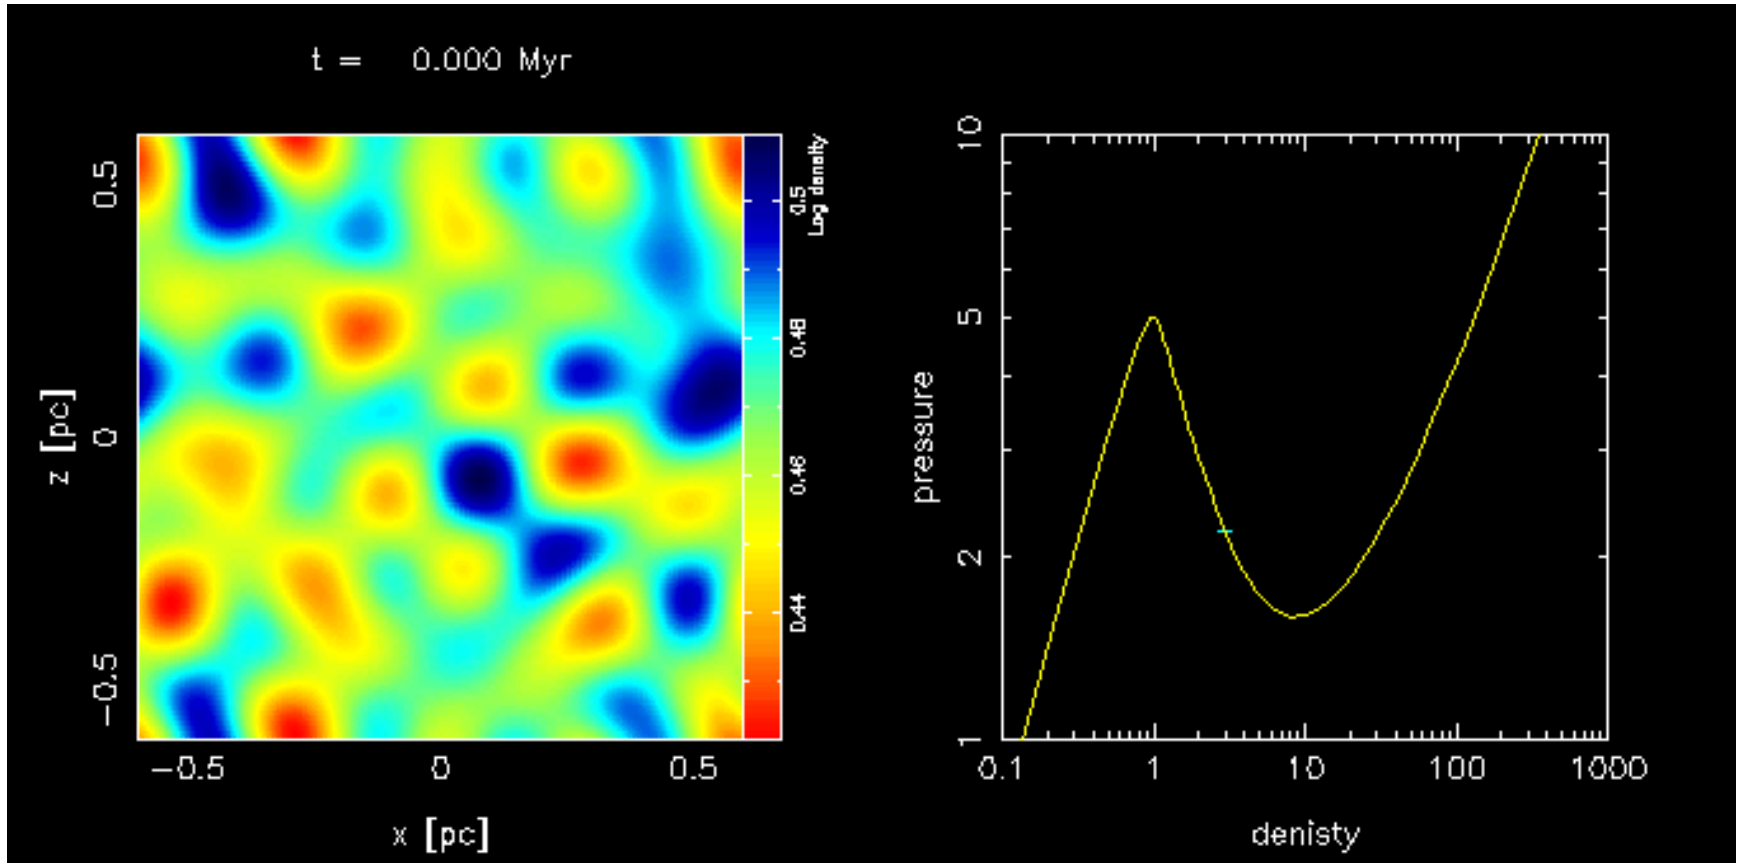 t = 0.000 Myr
0.5
0
−0.5
z [pc]
−0.5 0 0.5
x [pc]
0.5
0.48
0.46
0.44
Log density
10
5
2
1
pressure
0.1 1 10 100 1000
denisty